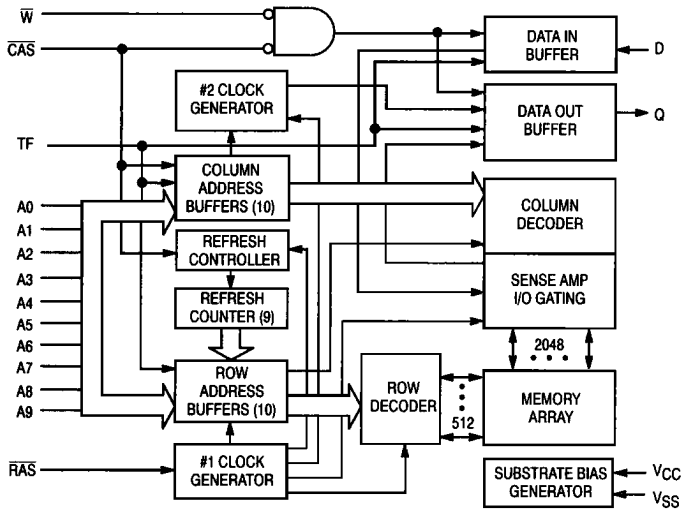 W
CAS
TF
A0
A1
A2
A3
A4
A5
A6
A7
A8
A9
RAS
#2 CLOCK
GENERATOR
COLUMN
ADDRESS
BUFFERS (10)
REFRESH
CONTROLLER
REFRESH
COUNTER (9)
ROW
ADDRESS
BUFFERS (10)
#1 CLOCK
GENERATOR
ROW
DECODER
512
DATA IN
BUFFER
D
DATA OUT
BUFFER
Q
COLUMN
DECODER
SENSE AMP
I/O GATING
2048
MEMORY
ARRAY
SUBSTRATE BIAS
GENERATOR
VCC
VSS